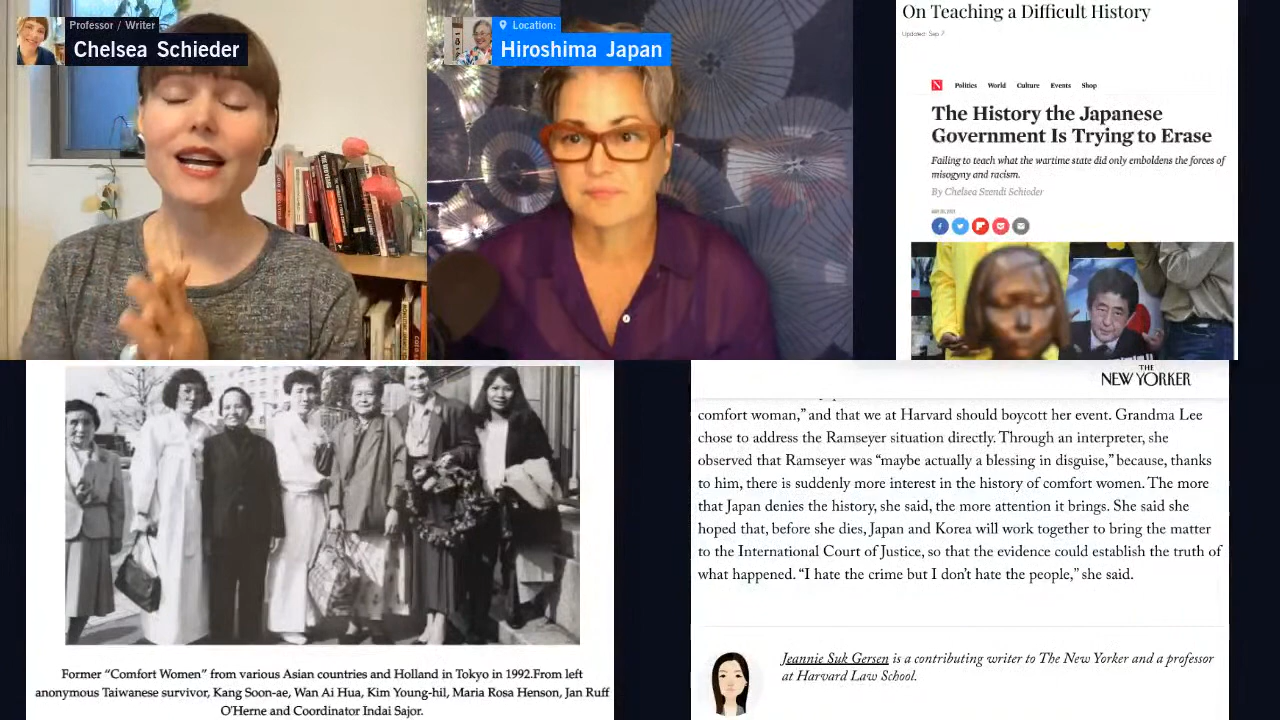 Professor / Writer
Chelsea Schieder
Location:
Hiroshima Japan
On Teaching a Difficult History
Updated: Sep 7
N Politics World Culture Events Shop
The History the Japanese
Government Is Trying to Erase
Failing to teach what the wartime state did only emboldens the forces of
misogyny and racism.
By Chelsea Szendi Schieder
THE
NEW YORKER
comfort woman,” and that we at Harvard should boycott her event. Grandma Lee
chose to address the Ramseyer situation directly. Through an interpreter, she
observed that Ramseyer was “maybe actually a blessing in disguise,” because, thanks
to him, there is suddenly more interest in the history of comfort women. The more
that Japan denies the history, she said, the more attention it brings. She said she
hoped that, before she dies, Japan and Korea will work together to bring the matter
to the International Court of Justice, so that the evidence could establish the truth of
what happened. “I hate the crime but I don’t hate the people,” she said.
Jeannie Suk Gersen is a contributing writer to The New Yorker and a professor
at Harvard Law School.
Former “Comfort Women” from various Asian countries and Holland in Tokyo in 1992.From left
anonymous Taiwanese survivor, Kang Soon-ae, Wan Ai Hua, Kim Young-hil, Maria Rosa Henson, Jan Ruff
O’Herne and Coordinator Indai Sajor.